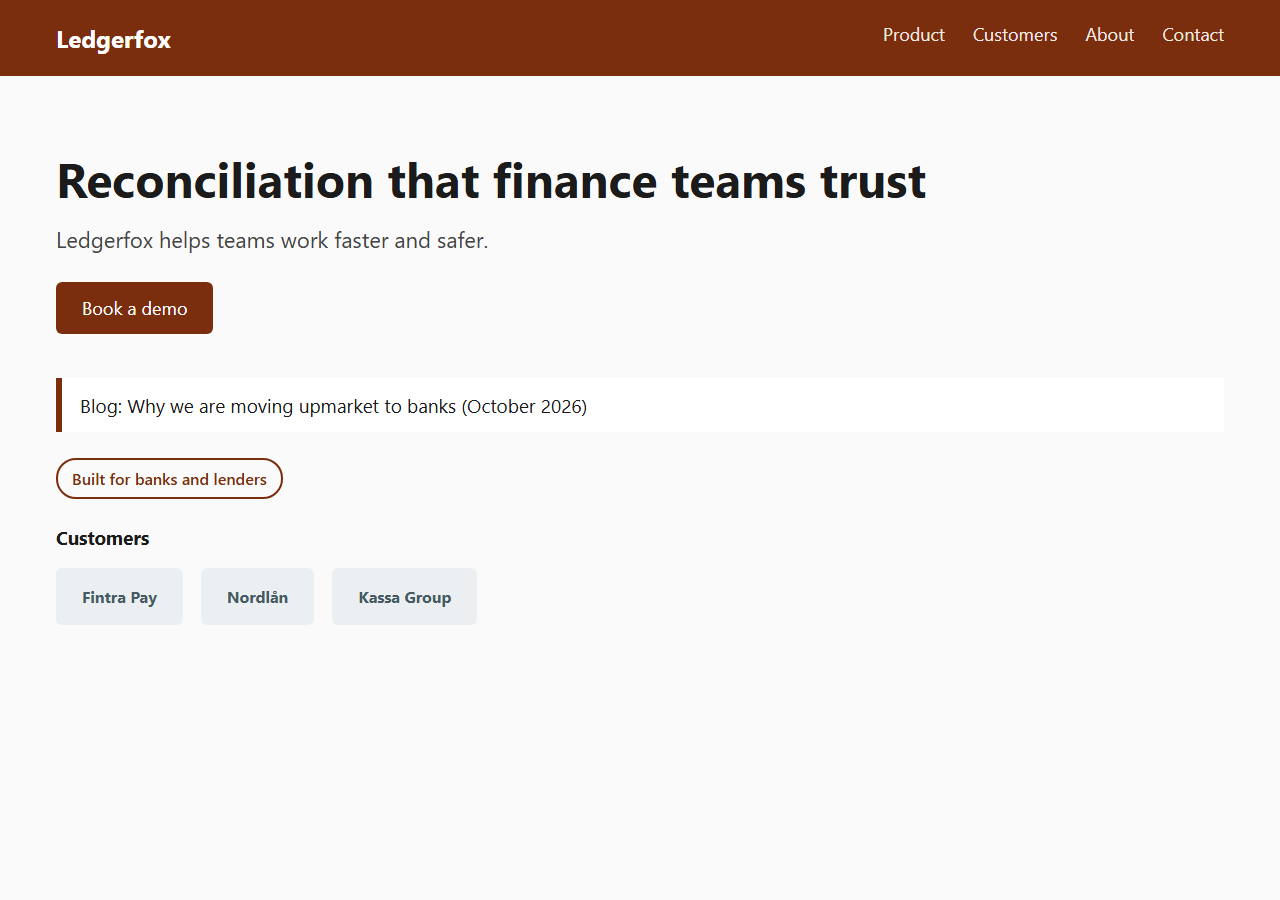 Ledgerfox
Product Customers About Contact
Reconciliation that finance teams trust
Ledgerfox helps teams work faster and safer.
Book a demo
Blog: Why we are moving upmarket to banks (October 2026)
Built for banks and lenders
Customers
Fintra Pay Nordlån Kassa Group